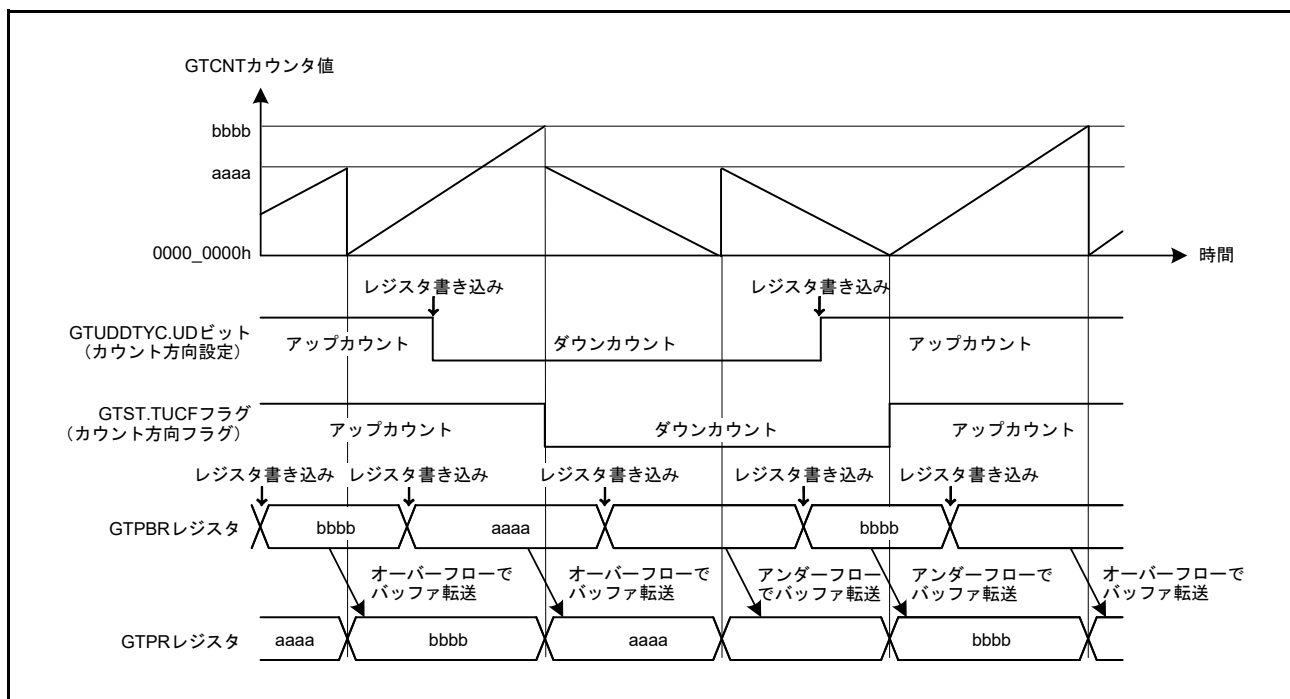 GTCNTカウンタ値
bbbb
aaaa
0000_0000h
時間
レジスタ書き込み
レジスタ書き込み
GTUDDTYC.UDビット
（カウント方向設定）
アップカウント
ダウンカウント
アップカウント
GTST.TUCFフラグ
（カウント方向フラグ）
アップカウント
ダウンカウント
アップカウント
レジスタ書き込み
レジスタ書き込み
レジスタ書き込み
レジスタ書き込み
レジスタ書き込み
GTPBRレジスタ
bbbb
aaaa
bbbb
オーバーフローで
バッファ転送
オーバーフローで
バッファ転送
アンダーフロー
でバッファ転送
アンダーフローで
バッファ転送
オーバーフローで
バッファ転送
GTPRレジスタ
aaaa
bbbb
aaaa
bbbb